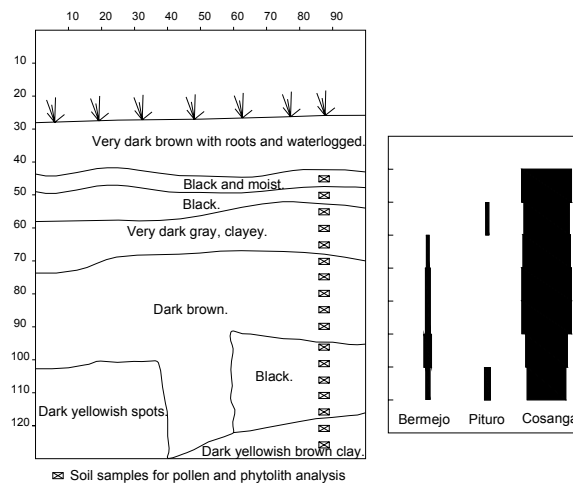 10 20 30 40 50 60 70 80 90
10
20
30
40
50
60
70
80
90
100
110
120
Very dark brown with roots and waterlogged.
Black and moist.
Black.
Very dark gray, clayey.
Dark brown.
Black.
Dark yellowish spots.
Dark yellowish brown clay.
Soil samples for pollen and phytolith analysis
Bermejo Pituro Cosanga